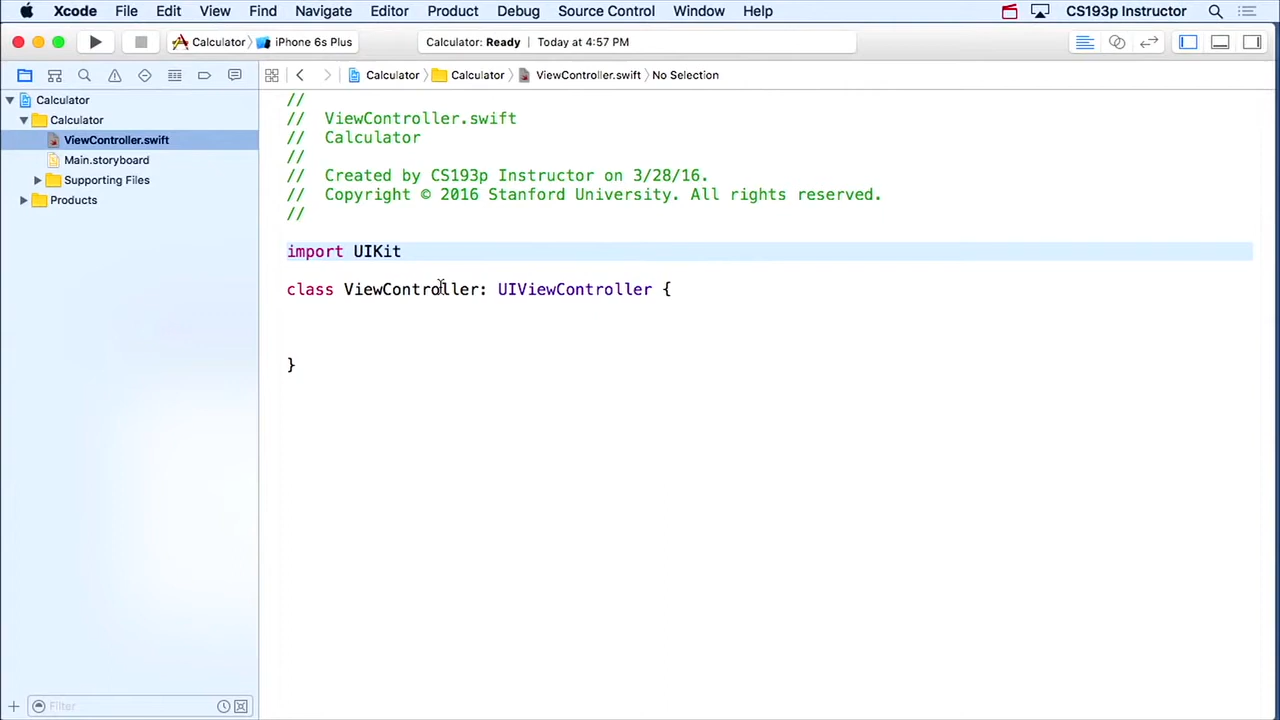 Xcode File Edit View Find Navigate Editor Product Debug Source Control Window Help CS193p Instructor
Calculator iPhone 6s Plus Calculator: Ready Today at 4:57 PM
Calculator Calculator ViewController.swift No Selection
Calculator
Calculator
ViewController.swift
Main.storyboard
Supporting Files
Products
//
// ViewController.swift
// Calculator
//
// Created by CS193p Instructor on 3/28/16.
// Copyright © 2016 Stanford University. All rights reserved.
//
import UIKit
class ViewController: UIViewController {
}
Filter